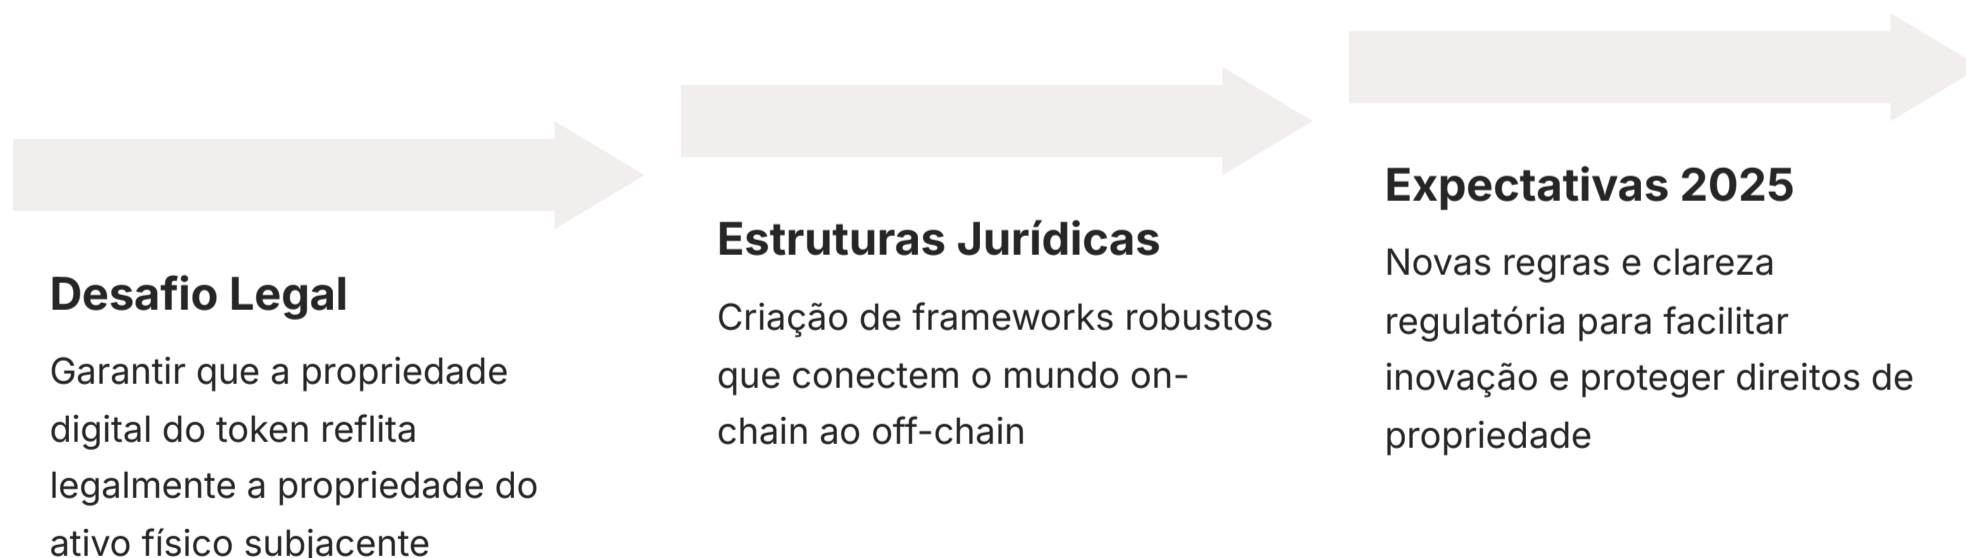 Desafio Legal
Garantir que a propriedade
digital do token reflita
legalmente a propriedade do
ativo físico subjacente
Estruturas Jurídicas
Criação de frameworks robustos
que conectem o mundo on-
chain ao off-chain
Expectativas 2025
Novas regras e clareza
regulatória para facilitar
inovação e proteger direitos de
propriedade